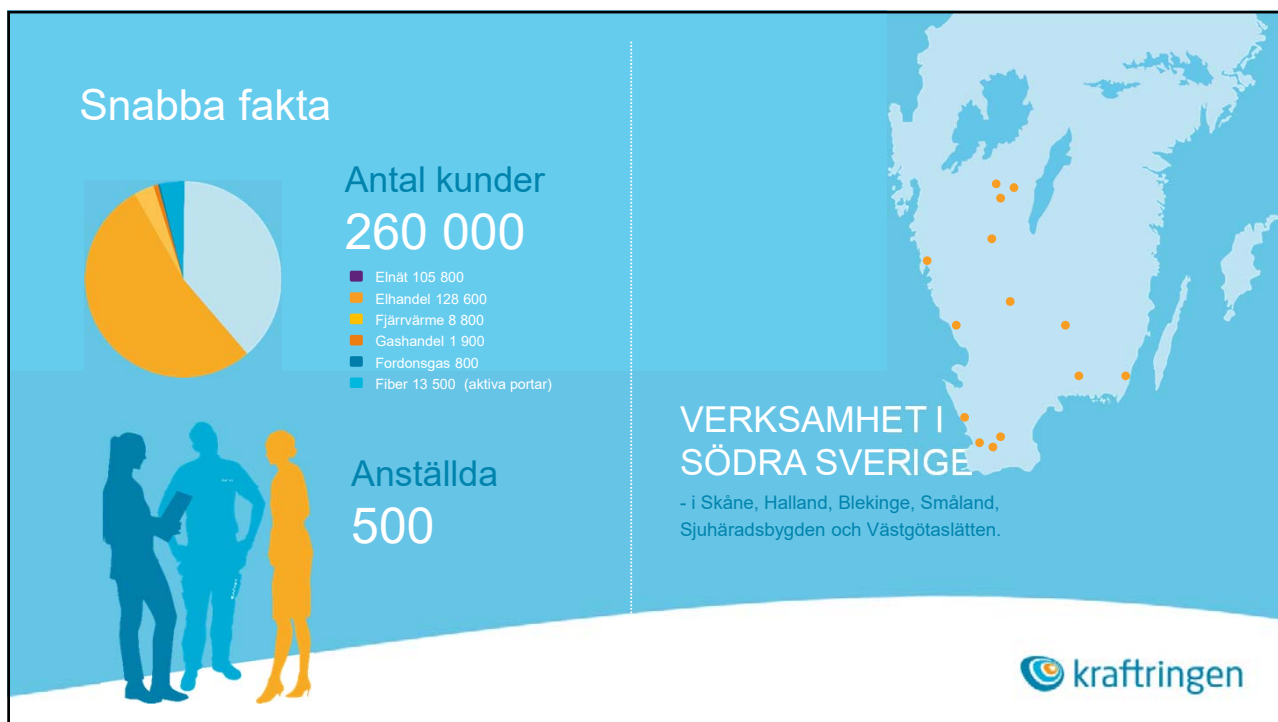 Snabba fakta
Antal kunder
260 000
Elnät 105 800
Elhandel 128 600
Fjärrvärme 8 800
Gashandel 1 900
Fordonsgas 800
Fiber 13 500 (aktiva portar)
Anställda
500
VERKSAMHET I
SÖDRA SVERIGE
- i Skåne, Halland, Blekinge, Småland,
Sjuhäradsbygden och Västgötaslätten.
kraftringen